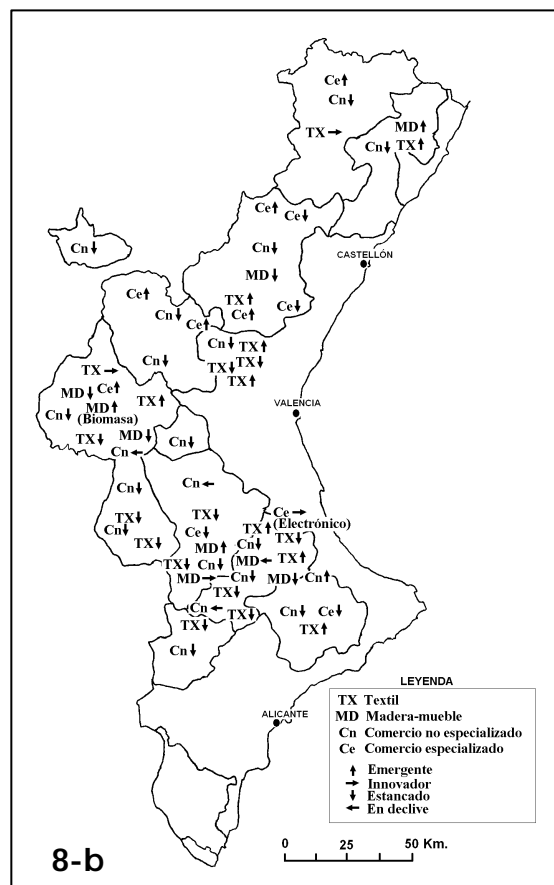 Ce
Cn
TX
MD
Cn TX
Ce Ce
Cn
Cn
CASTELLÓN
MD
Ce TX
Ce Ce
Cn
Ce
Cn TX
Cn TX TX
TX TX
MD Ce
Cn MD TX
(Biomasa)
VALENCIA
TX MD
Cn Cn
Cn
Cn
TX TX Ce
Cn Ce TX (Electrónico)
TX MD Cn TX
TX Cn MD TX
MD Cn MD Cn
TX
Cn TX Cn Ce
TX TX
Cn
ALICANTE
LEYENDA
TX Textil
MD Madera-mueble
Cn Comercio no especializado
Ce Comercio especializado
Emergente
Innovador
Estancado
En declive
0 25 50 Km.
8-b